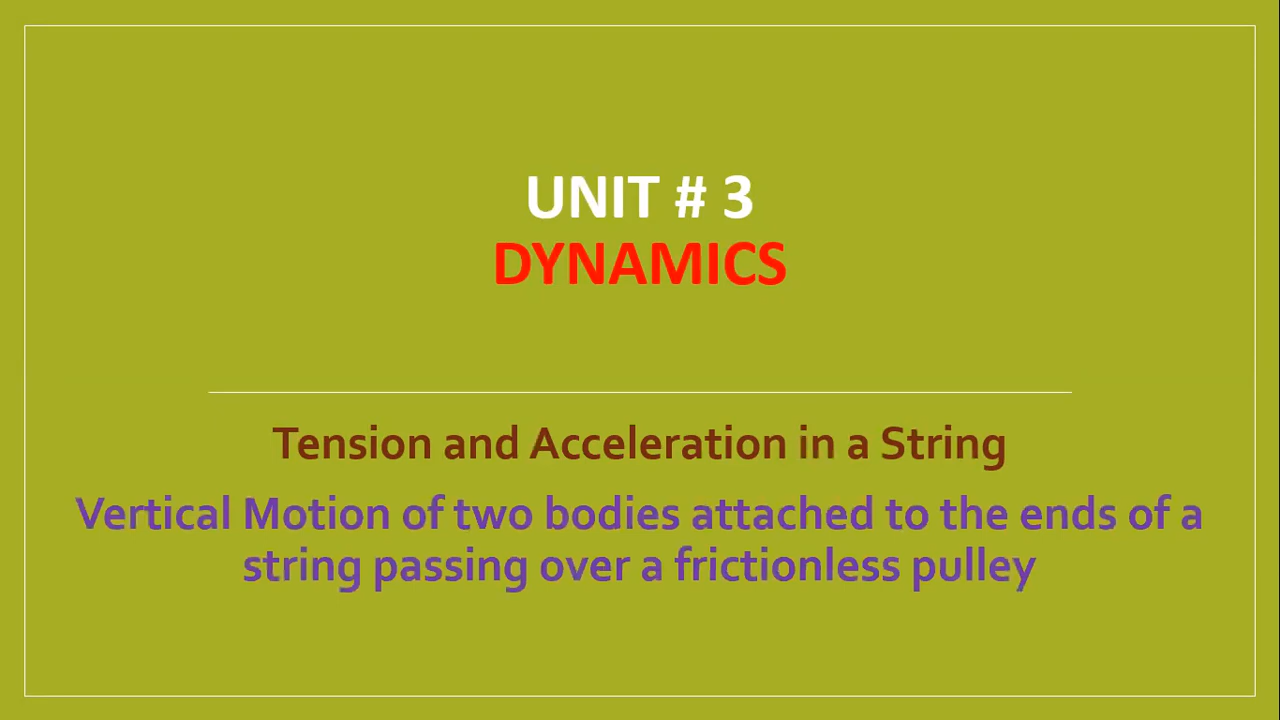 UNIT # 3
DYNAMICS
Tension and Acceleration in a String
Vertical Motion of two bodies attached to the ends of a
string passing over a frictionless pulley